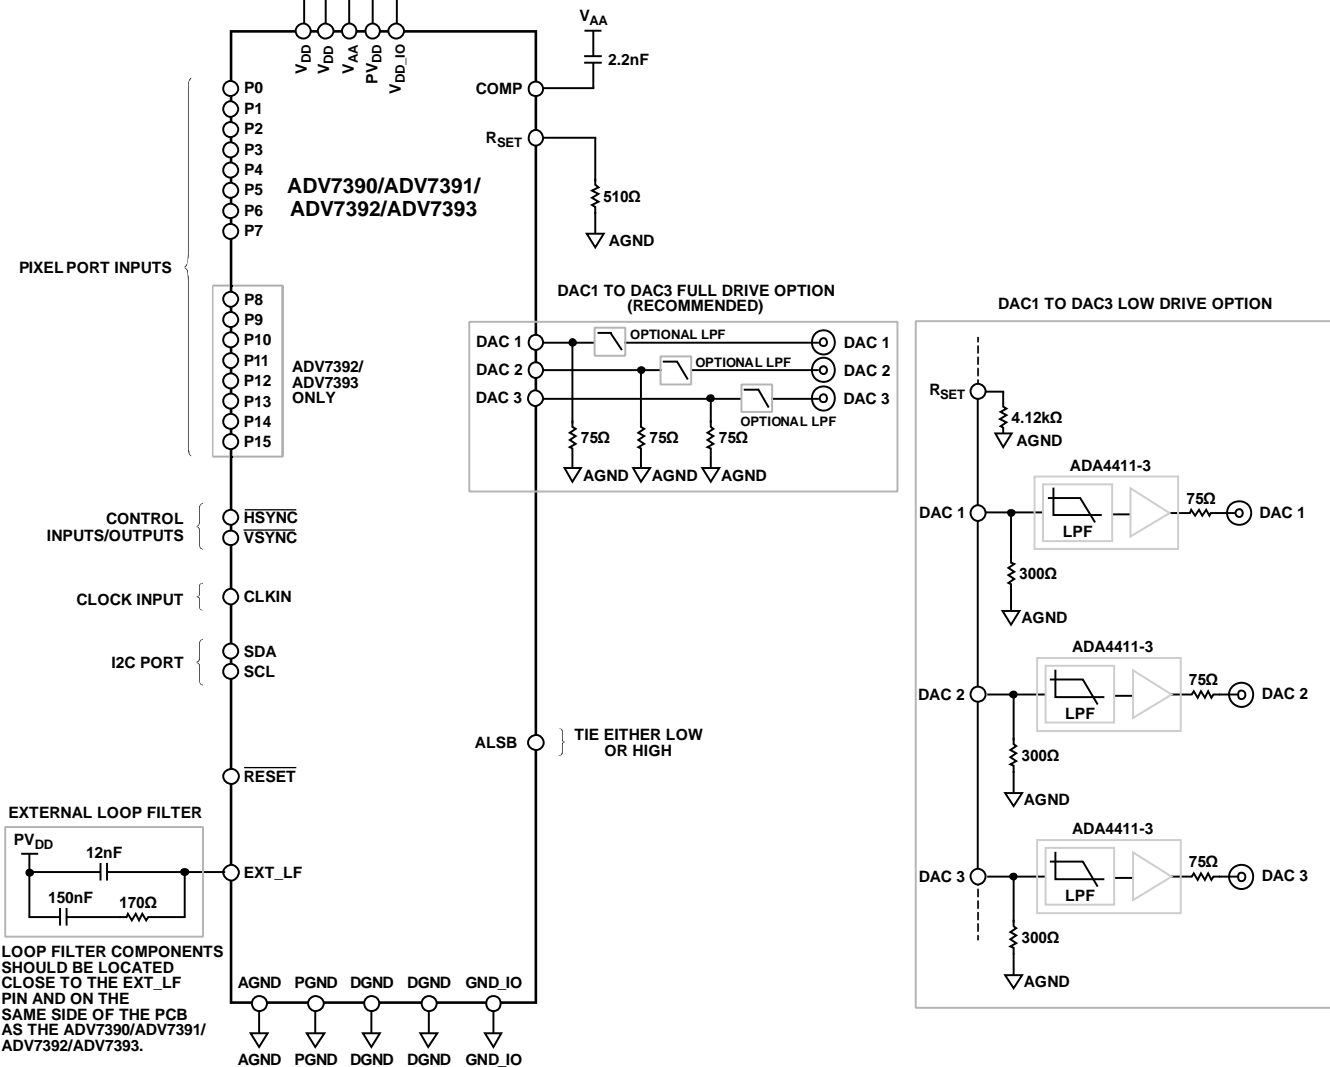 VAA
2.2nF
VDD
VDD
VAA
PVDD
VDD_IO
COMP
RSET
510Ω
AGND
P0
P1
P2
P3
P4
P5
P6
P7
ADV7390/ADV7391/
ADV7392/ADV7393
PIXEL PORT INPUTS
P8
P9
P10
P11
P12
P13
P14
P15
ADV7392/
ADV7393
ONLY
DAC1 TO DAC3 FULL DRIVE OPTION
(RECOMMENDED)
DAC 1
OPTIONAL LPF
DAC 1
DAC 2
OPTIONAL LPF
DAC 2
DAC 3
OPTIONAL LPF
DAC 3
75Ω
75Ω
75Ω
AGND
AGND
AGND
DAC1 TO DAC3 LOW DRIVE OPTION
RSET
4.12kΩ
AGND
ADA4411-3
DAC 1
LPF
75Ω
DAC 1
300Ω
AGND
ADA4411-3
DAC 2
LPF
75Ω
DAC 2
300Ω
AGND
ADA4411-3
DAC 3
LPF
75Ω
DAC 3
300Ω
AGND
CONTROL
INPUTS/OUTPUTS
HSYNC
VSYNC
CLOCK INPUT
CLKIN
I2C PORT
SDA
SCL
ALSB
TIE EITHER LOW
OR HIGH
RESET
EXTERNAL LOOP FILTER
PVDD
12nF
150nF
170Ω
EXT_LF
LOOP FILTER COMPONENTS
SHOULD BE LOCATED
CLOSE TO THE EXT_LF
PIN AND ON THE
SAME SIDE OF THE PCB
AS THE ADV7390/ADV7391/
ADV7392/ADV7393.
AGND PGND DGND DGND GND_IO
AGND PGND DGND DGND GND_IO